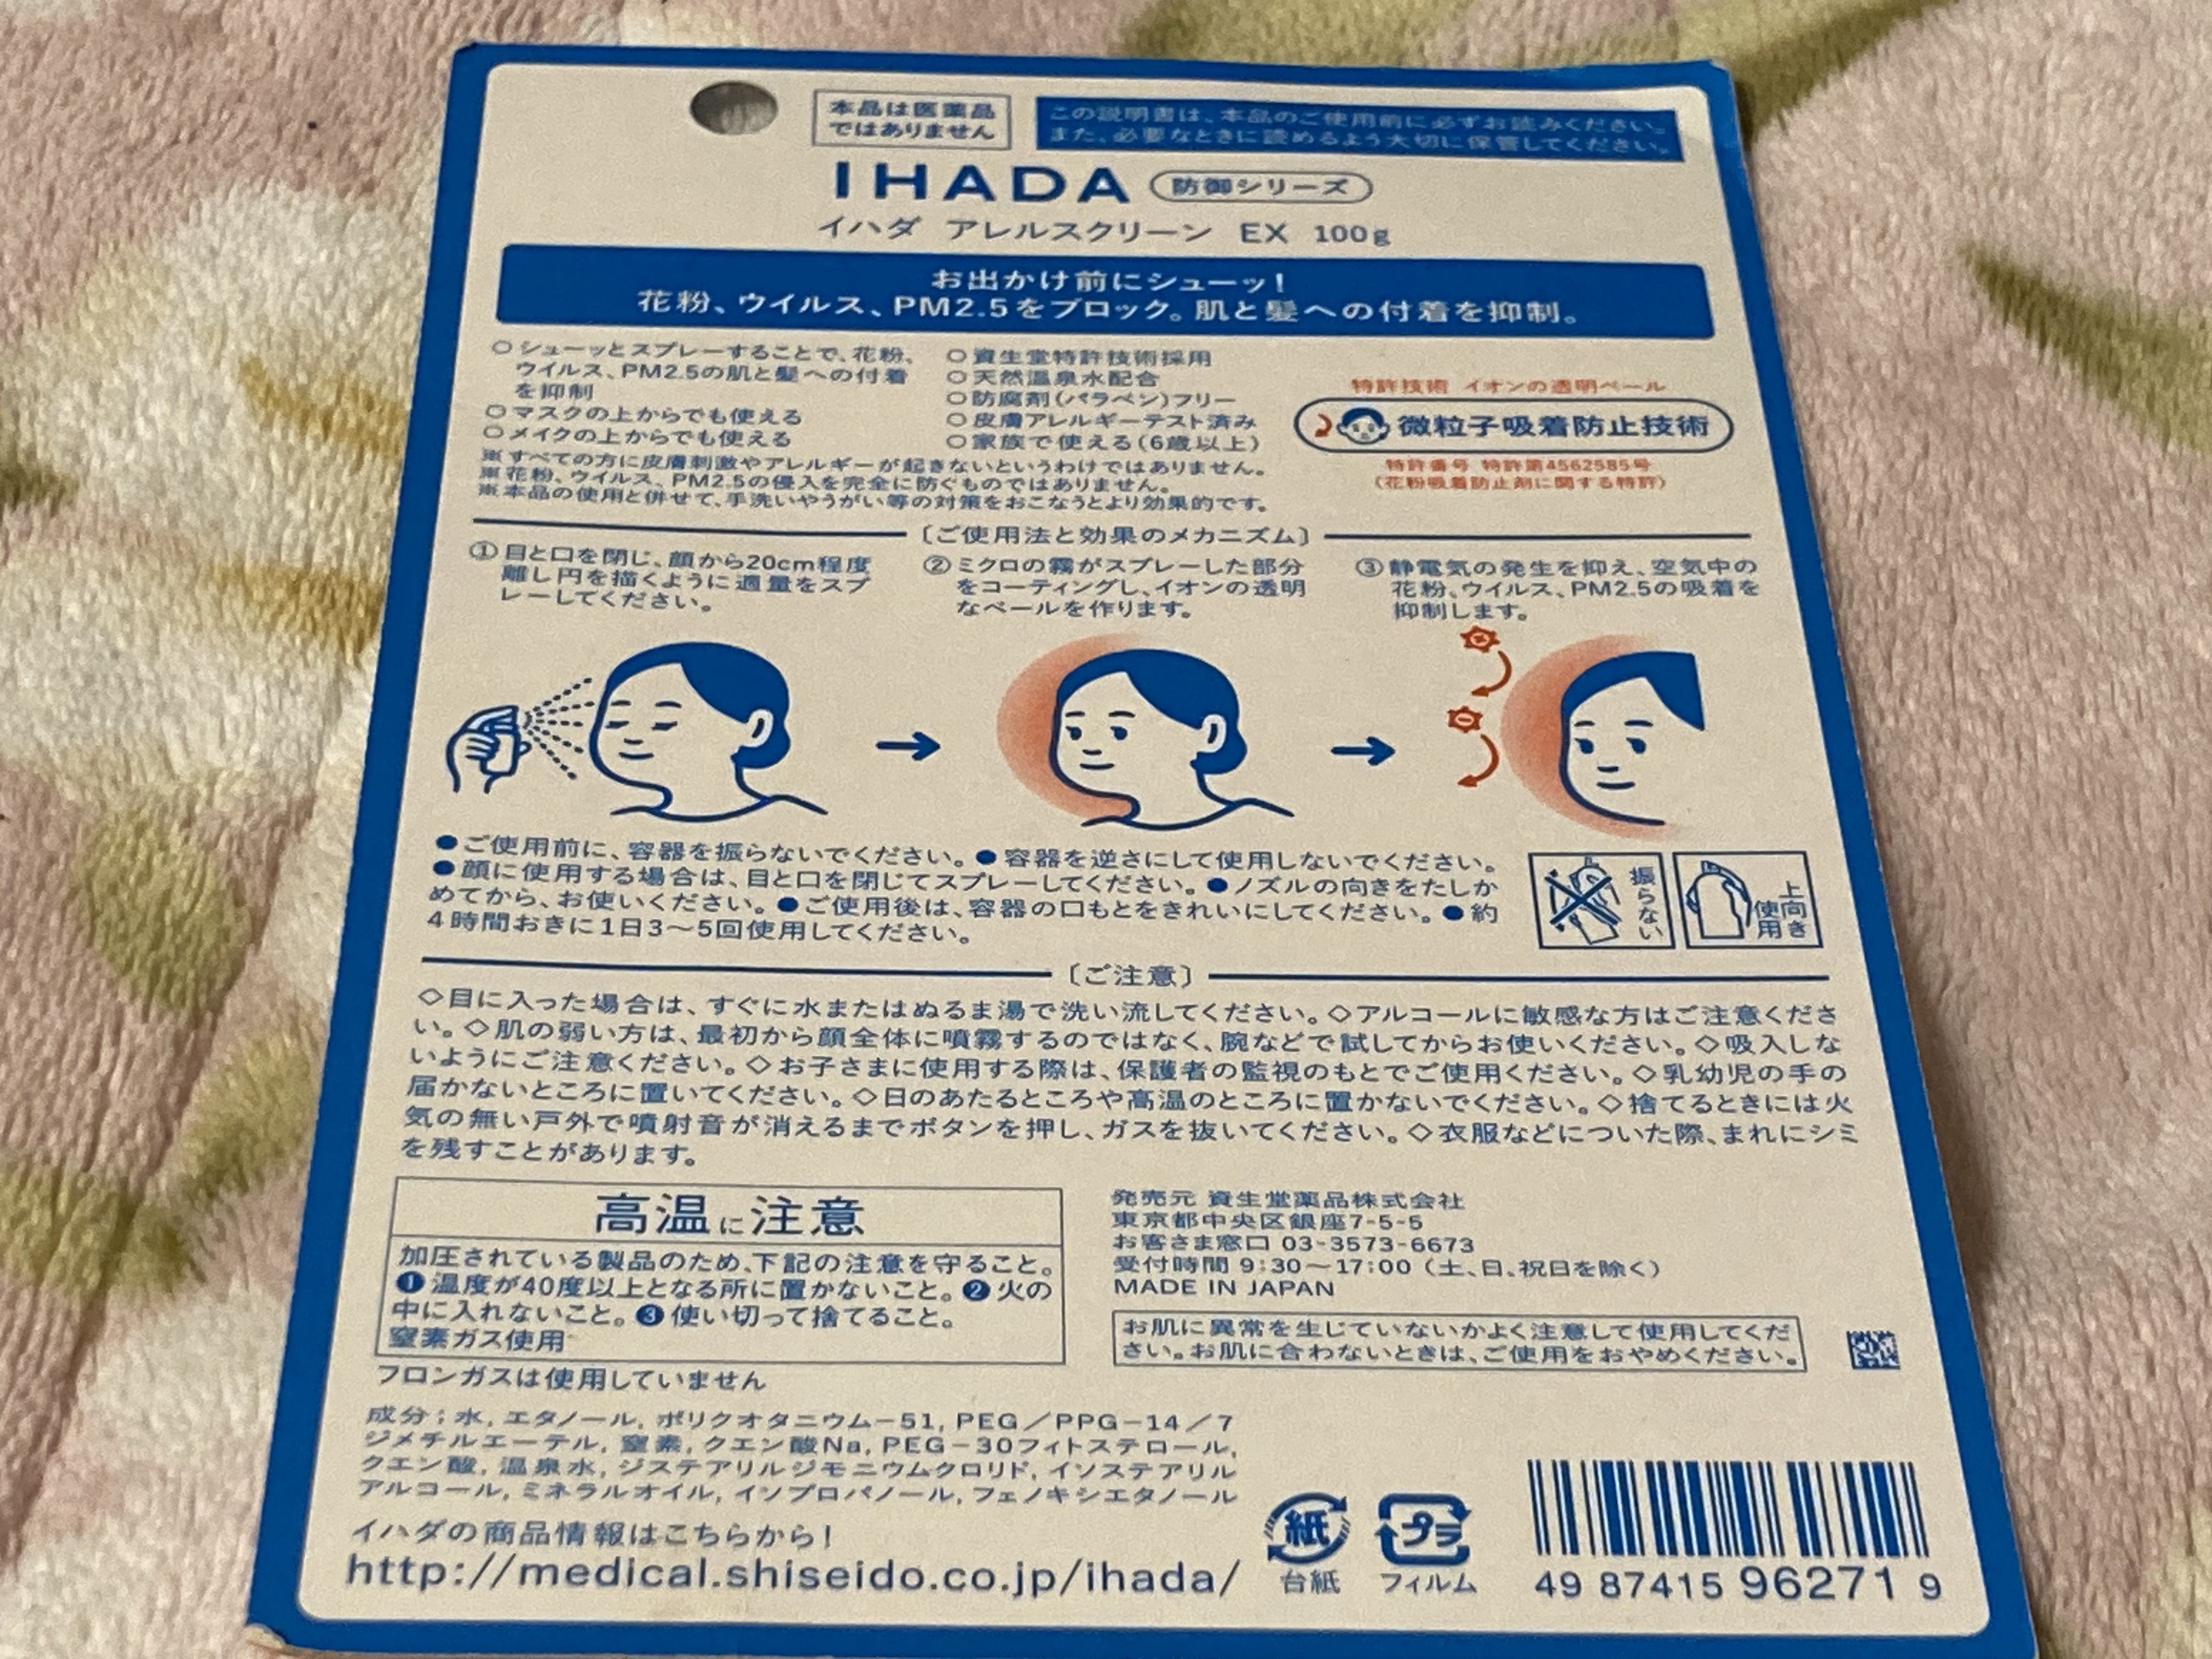 本品は医薬品
ではありません
この説明書は、本品のご使用前に必ずお読みください。
また、必要なときに読めるよう大切に保管してください。
IHADA 防御シリーズ
イハダ アレルスクリーン EX 100g
お出かけ前にシューッ!
花粉、ウイルス、PM2.5をブロック。肌と髪への付着を抑制。
○シューッとスプレーすることで、花粉、
ウイルス、PM2.5の肌と髪への付着
を抑制
○マスクの上からでも使える
○メイクの上からでも使える
○資生堂特許技術採用
○天然温泉水配合
○防腐剤(パラベン)フリー
○皮膚アレルギーテスト済み
○家族で使える(6歳以上)
※すべての方に皮膚刺激やアレルギーが起きないというわけではありません。
※花粉、ウイルス、PM2.5の侵入を完全に防ぐものではありません。
※本品の使用と併せて、手洗いやうがい等の対策をおこなうとより効果的です。
特許技術 イオンの透明ベール
微粒子吸着防止技術
特許番号 特許第4562585号
(花粉吸着防止剤に関する特許)
〔ご使用法と効果のメカニズム〕
①目と口を閉じ、顔から20cm程度
離し円を描くように適量をスプ
レーしてください。
②ミクロの霧がスプレーした部分
をコーティングし、イオンの透明
なベールを作ります。
③静電気の発生を抑え、空気中の
花粉、ウイルス、PM2.5の吸着を
抑制します。
●ご使用前に、容器を振らないでください。●容器を逆さにして使用しないでください。
●顔に使用する場合は、目と口を閉じてスプレーしてください。●ノズルの向きをたしか
めてから、お使いください。●ご使用後は、容器の口もとをきれいにしてください。●約
4時間おきに1日3〜5回使用してください。
振らない
上向き
使用
〔ご注意〕
◇目に入った場合は、すぐに水またはぬるま湯で洗い流してください。◇アルコールに敏感な方はご注意くださ
い。◇肌の弱い方は、最初から顔全体に噴霧するのではなく、腕などで試してからお使いください。◇吸入しな
いようにご注意ください。◇お子さまに使用する際は、保護者の監視のもとでご使用ください。◇乳幼児の手の
届かないところに置いてください。◇日のあたるところや高温のところに置かないでください。◇捨てるときには火
気の無い戸外で噴射音が消えるまでボタンを押し、ガスを抜いてください。◇衣服などについた際、まれにシミ
を残すことがあります。
高温に注意
加圧されている製品のため、下記の注意を守ること。
❶温度が40度以上となる所に置かないこと。❷火の
中に入れないこと。❸使い切って捨てること。
窒素ガス使用
フロンガスは使用していません
発売元 資生堂薬品株式会社
東京都中央区銀座7-5-5
お客さま窓口 03-3573-6673
受付時間 9:30〜17:00(土、日、祝日を除く)
MADE IN JAPAN
お肌に異常を生じていないかよく注意して使用してくだ
さい。お肌に合わないときは、ご使用をおやめください。
成分:水, エタノール, ポリクオタニウム-51, PEG/PPG-14/7
ジメチルエーテル, 窒素, クエン酸Na, PEG-30フィトステロール,
クエン酸, 温泉水, ジステアリルジモニウムクロリド, イソステアリル
アルコール, ミネラルオイル, イソプロパノール, フェノキシエタノール
イハダの商品情報はこちらから!
http://medical.shiseido.co.jp/ihada/
紙
台紙
プラ
フィルム
49 87415 96271 9